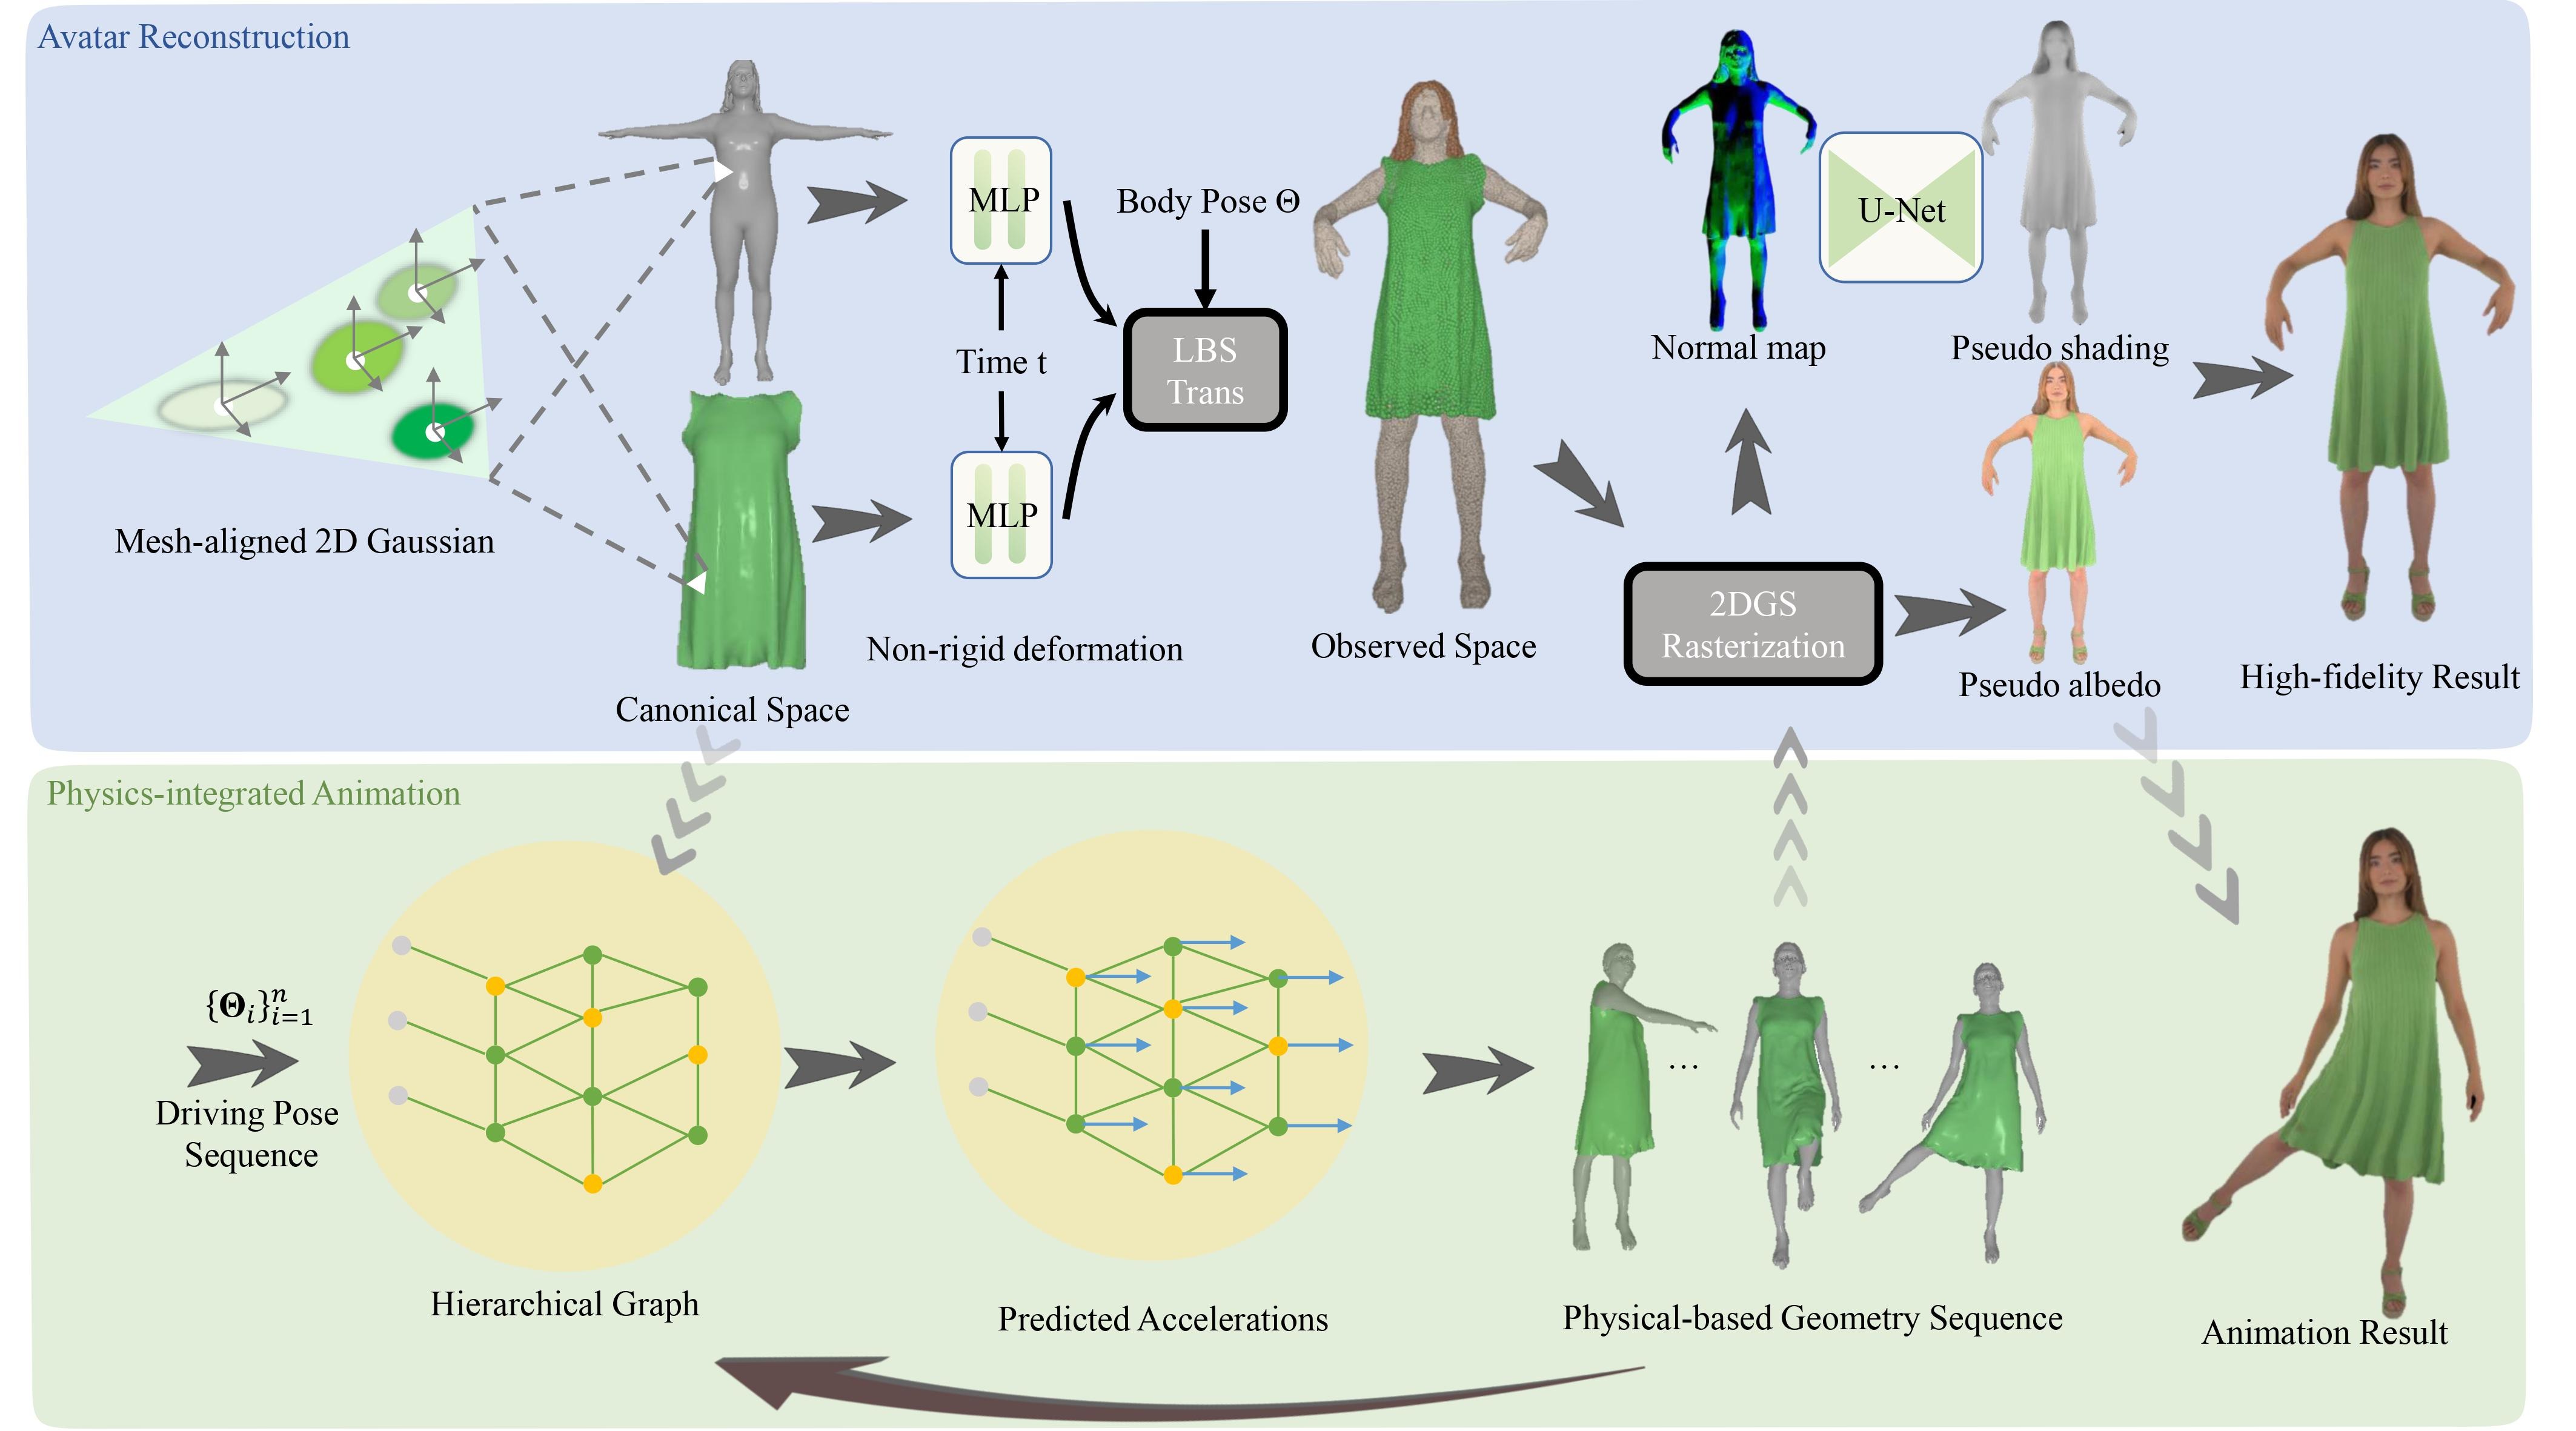 Avatar Reconstruction
Mesh-aligned 2D Gaussian
Canonical Space
MLP
Time t
MLP
Non-rigid deformation
Body Pose Θ
LBS
Trans
Observed Space
Normal map
U-Net
Pseudo shading
2DGS
Rasterization
Pseudo albedo
High-fidelity Result
Physics-integrated Animation
{Θ_i}_{i=1}^n
Driving Pose
Sequence
Hierarchical Graph
Predicted Accelerations
...
...
Physical-based Geometry Sequence
Animation Result